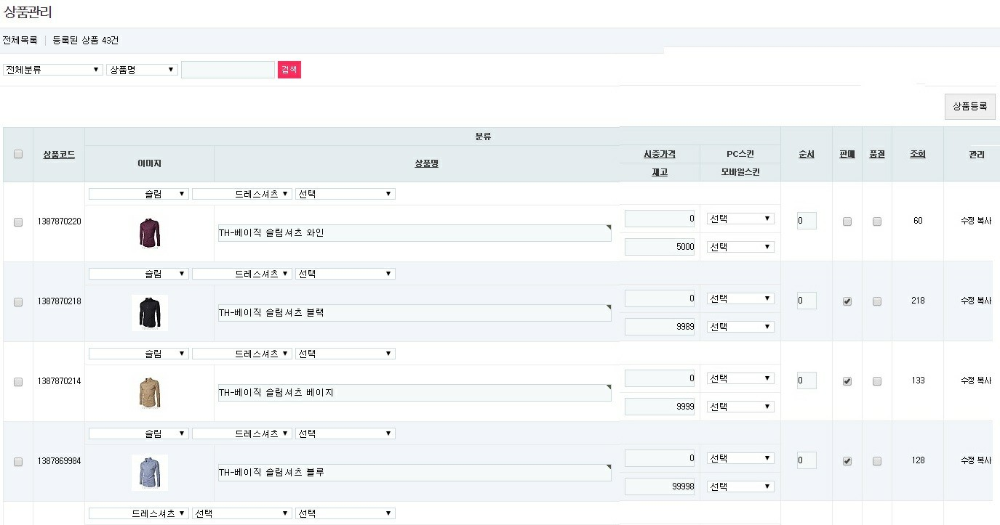 상품관리
전체목록 등록된 상품 43건
전체분류 상품명 검색
상품등록
상품코드 분류 순서 판매 품절 조회 관리
이미지 상품명 시중가격 PC스킨
재고 모바일스킨
슬림 드레스셔츠 선택
1387870220 TH-베이직 슬림셔츠 와인 0 선택 0 60 수정 복사
5000 선택
슬림 드레스셔츠 선택
1387870218 TH-베이직 슬림셔츠 블랙 0 선택 0 218 수정 복사
9989 선택
슬림 드레스셔츠 선택
1387870214 TH-베이직 슬림셔츠 베이지 0 선택 0 133 수정 복사
9999 선택
슬림 드레스셔츠 선택
1387869984 TH-베이직 슬림셔츠 블루 0 선택 0 128 수정 복사
99998 선택
드레스셔츠 선택 선택